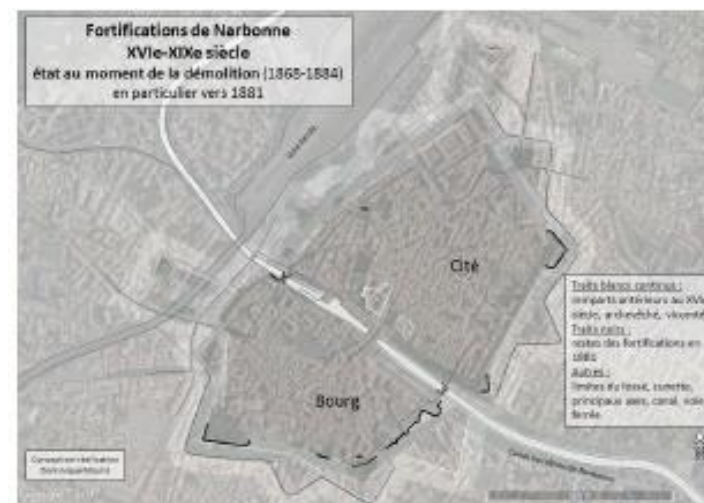 Fortifications de Narbonne
XVIe-XIXe siècle
état au moment de la démolition (1868-1884)
en particulier vers 1881
Cité
Bourg
Traits blancs continus :
remparts antérieurs au XVIe
siècle, archevêché, vicomté
Traits noirs :
restes des fortifications en
1881
Autres :
limites du fossé, cunette,
principaux axes, canal, voie
ferrée
Conception réalisation